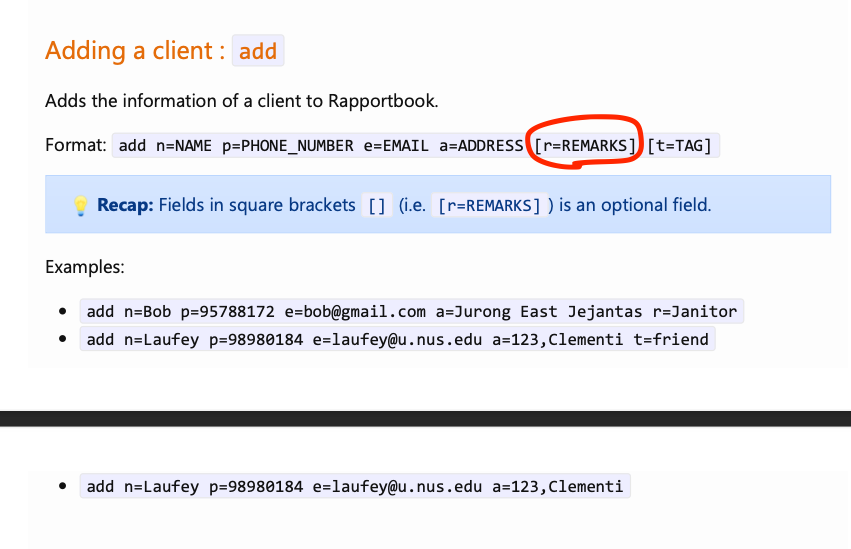 Adding a client : add
Adds the information of a client to Rapportbook.
Format: add n=NAME p=PHONE_NUMBER e=EMAIL a=ADDRESS [r=REMARKS] [t=TAG]
💡 Recap: Fields in square brackets [] (i.e. [r=REMARKS] ) is an optional field.
Examples:
• add n=Bob p=95788172 e=bob@gmail.com a=Jurong East Jejantas r=Janitor
• add n=Laufey p=98980184 e=laufey@u.nus.edu a=123,Clementi t=friend
• add n=Laufey p=98980184 e=laufey@u.nus.edu a=123,Clementi